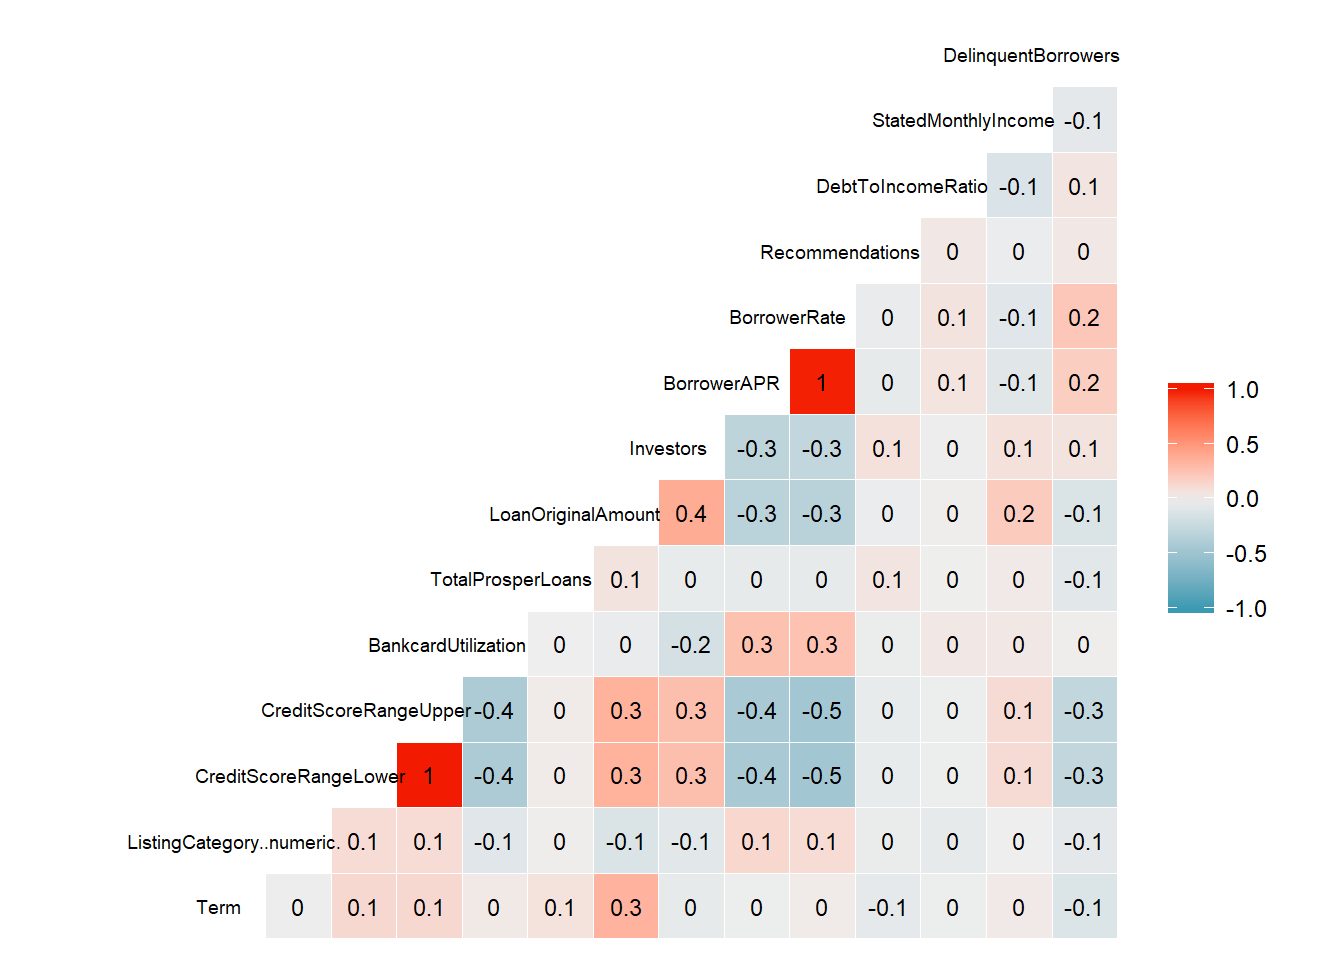 DelinquentBorrowers
StatedMonthlyIncome -0.1
DebtToIncomeRatio -0.1 0.1
Recommendations 0 0 0
BorrowerRate 0 0.1 -0.1 0.2
BorrowerAPR 1 0 0.1 -0.1 0.2
Investors -0.3 -0.3 0.1 0 0.1 0.1
LoanOriginalAmount 0.4 -0.3 -0.3 0 0 0.2 -0.1
TotalProsperLoans 0.1 0 0 0 0.1 0 0 -0.1
BankcardUtilization 0 0 -0.2 0.3 0.3 0 0 0 0
CreditScoreRangeUpper -0.4 0 0.3 0.3 -0.4 -0.5 0 0 0.1 -0.3
CreditScoreRangeLower 1 -0.4 0 0.3 0.3 -0.4 -0.5 0 0 0.1 -0.3
ListingCategory..numeric. 0.1 0.1 -0.1 0 -0.1 -0.1 0.1 0.1 0 0 0 -0.1
Term 0 0.1 0.1 0 0.1 0.3 0 0 0 -0.1 0 0 -0.1
1.0
0.5
0.0
-0.5
-1.0